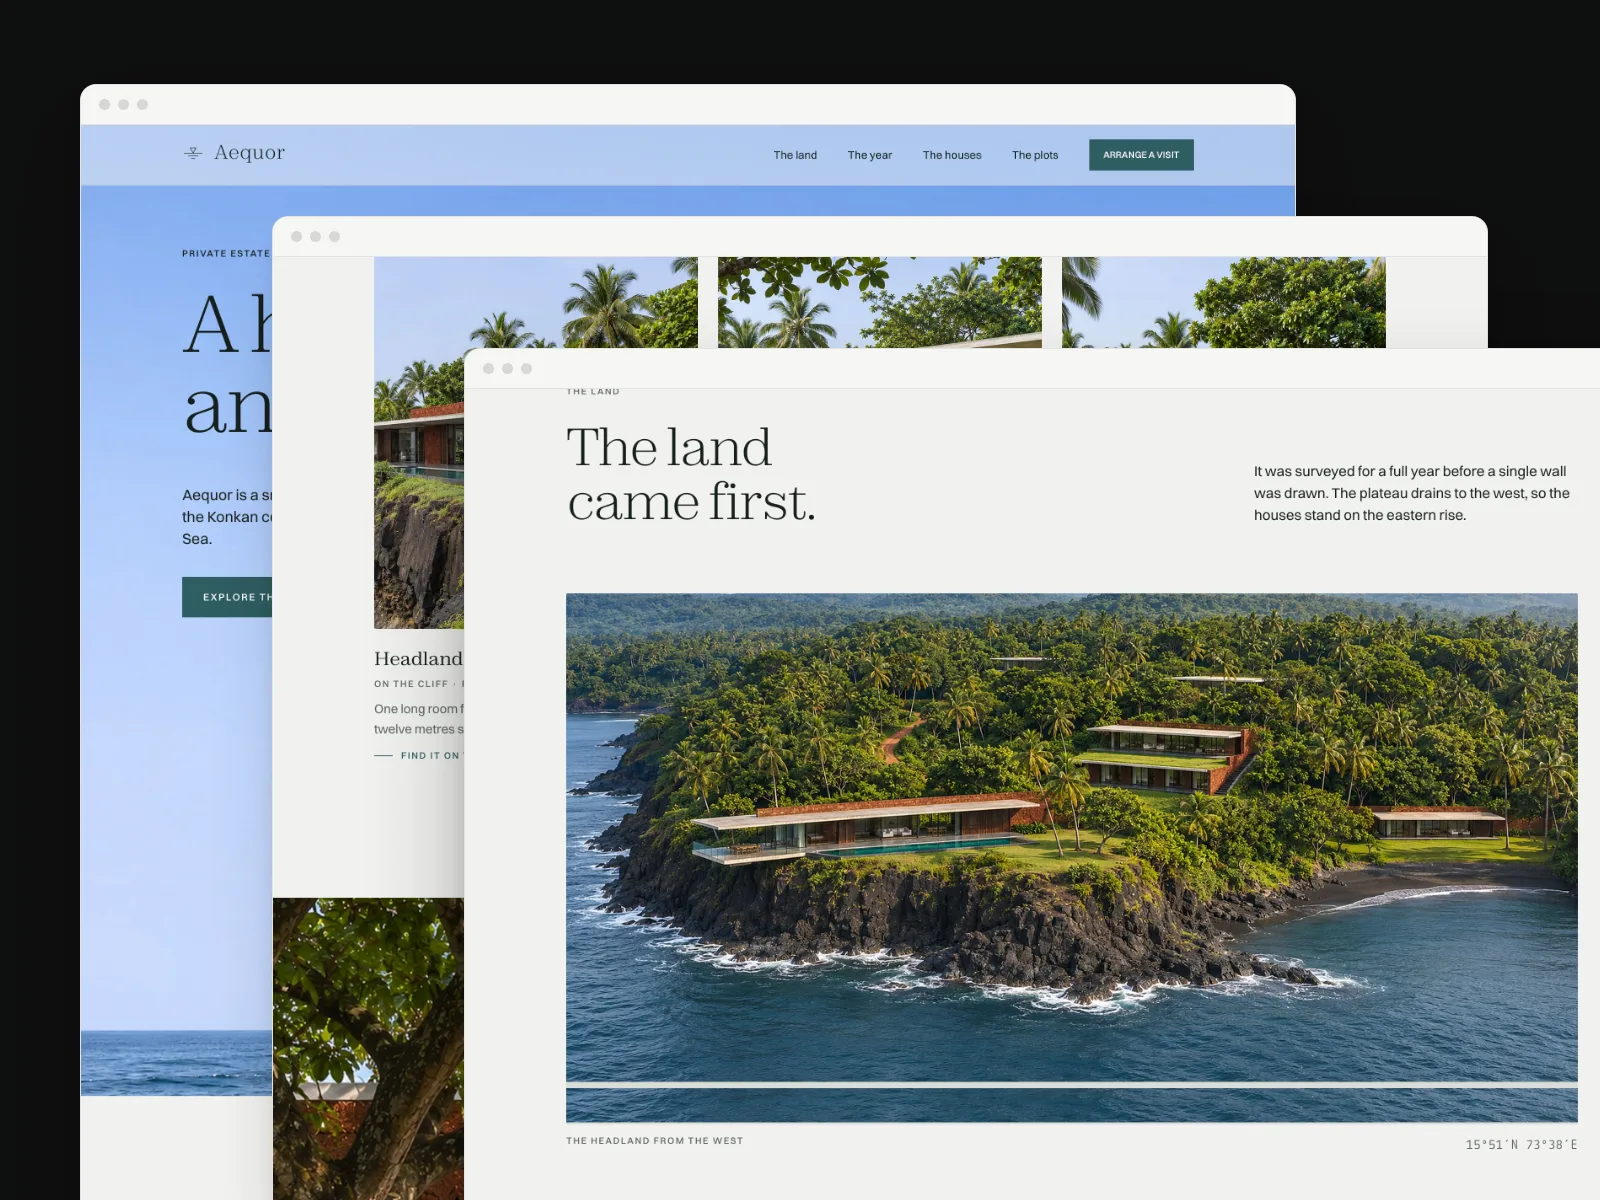 Aequor
The land
The year
The houses
The plots
ARRANGE A VISIT
PRIVATE ESTATE
A
an
Aequor is a
the Konkan
Sea.
EXPLORE
Headland
ON THE CLIFF ·
One long room
twelve metres
FIND IT ON
THE LAND
The land
came first.
It was surveyed for a full year before a single wall
was drawn. The plateau drains to the west, so the
houses stand on the eastern rise.
THE HEADLAND FROM THE WEST
15°51′N 73°38′E